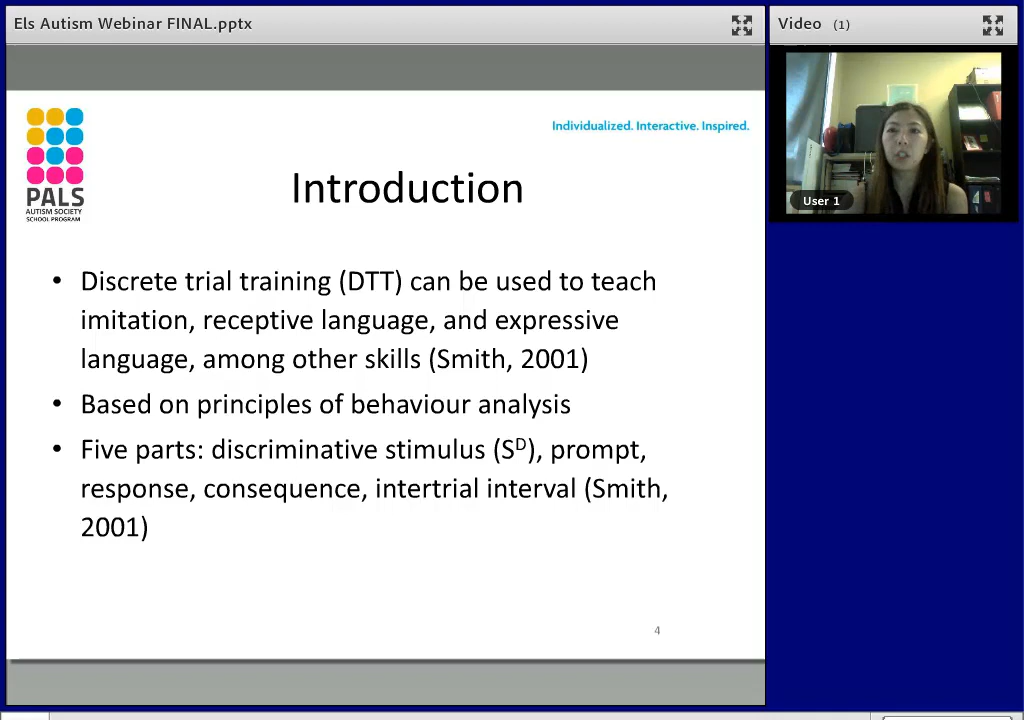 Els Autism Webinar FINAL.pptx
Video (1)
User 1
PALS
AUTISM SOCIETY
SCHOOL PROGRAM
Individualized. Interactive. Inspired.
Introduction
• Discrete trial training (DTT) can be used to teach
imitation, receptive language, and expressive
language, among other skills (Smith, 2001)
• Based on principles of behaviour analysis
• Five parts: discriminative stimulus (Sᴰ), prompt,
response, consequence, intertrial interval (Smith,
2001)
4